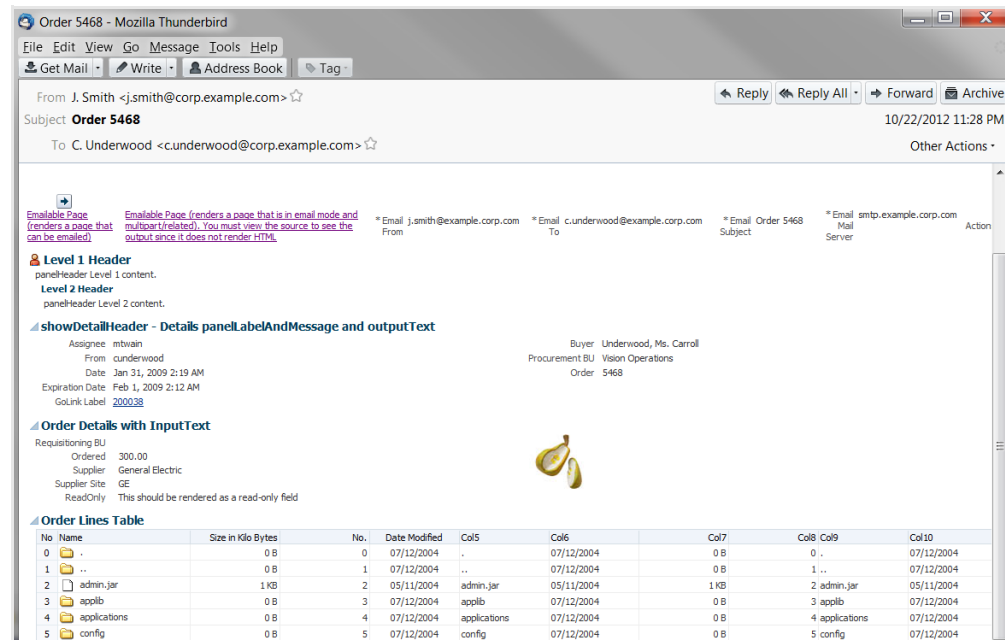 Order 5468 - Mozilla Thunderbird
File Edit View Go Message Tools Help
Get Mail Write Address Book Tag
From J. Smith <j.smith@corp.example.com>
Reply Reply All Forward Archive
Subject Order 5468
10/22/2012 11:28 PM
To C. Underwood <c.underwood@corp.example.com>
Other Actions
Emailable Page
(renders a page that
can be emailed)
Emailable Page (renders a page that is in email mode and
multipart/related). You must view the source to see the
output since it does not render HTML
* Email j.smith@example.corp.com
From
* Email c.underwood@example.corp.com
To
* Email Order 5468
Subject
* Email smtp.example.corp.com
Mail
Server
Action
Level 1 Header
panelHeader Level 1 content.
Level 2 Header
panelHeader Level 2 content.
showDetailHeader - Details panelLabelAndMessage and outputText
Assignee mtwain
From cunderwood
Date Jan 31, 2009 2:19 AM
Expiration Date Feb 1, 2009 2:12 AM
GoLink Label 200038
Buyer Underwood, Ms. Carroll
Procurement BU Vision Operations
Order 5468
Order Details with InputText
Requisitioning BU
Ordered 300.00
Supplier General Electric
Supplier Site GE
ReadOnly This should be rendered as a read-only field
Order Lines Table
No Name Size in Kilo Bytes No. Date Modified Col5 Col6 Col7 Col8 Col9 Col10
0 . 0 B 0 07/12/2004 . 07/12/2004 0 B 0 . 07/12/2004
1 .. 0 B 1 07/12/2004 .. 07/12/2004 0 B 1 .. 07/12/2004
2 admin.jar 1 KB 2 05/11/2004 admin.jar 05/11/2004 1 KB 2 admin.jar 05/11/2004
3 applib 0 B 3 07/12/2004 applib 07/12/2004 0 B 3 applib 07/12/2004
4 applications 0 B 4 07/12/2004 applications 07/12/2004 0 B 4 applications 07/12/2004
5 config 0 B 5 07/12/2004 config 07/12/2004 0 B 5 config 07/12/2004